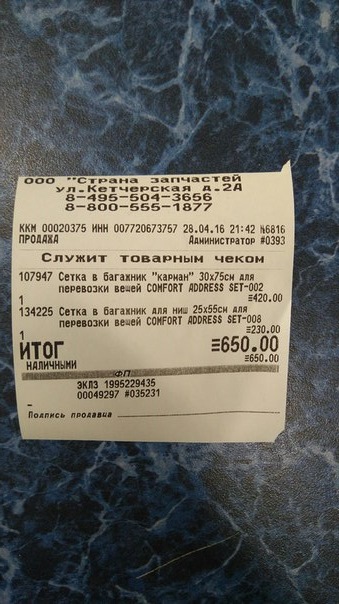 ООО "Страна запчастей
ул.Кетчерская д.2А
8-495-504-3656
8-800-555-1877
ККМ 00020375 ИНН 007720673757 28.04.16 21:42 №6816
ПРОДАЖА Администратор #0393
Служит товарным чеком
107947 Сетка в багажник "карман" 30х75см для
перевозки вещей COMFORT ADDRESS SET-002
1 ≡420.00
134225 Сетка в багажник для ниш 25х55см для
перевозки вещей COMFORT ADDRESS SET-008
1 ≡230.00
ИТОГ ≡650.00
НАЛИЧНЫМИ ≡650.00
ФП
ЭКЛЗ 1995229435
00049297 #035231
Подпись продавца